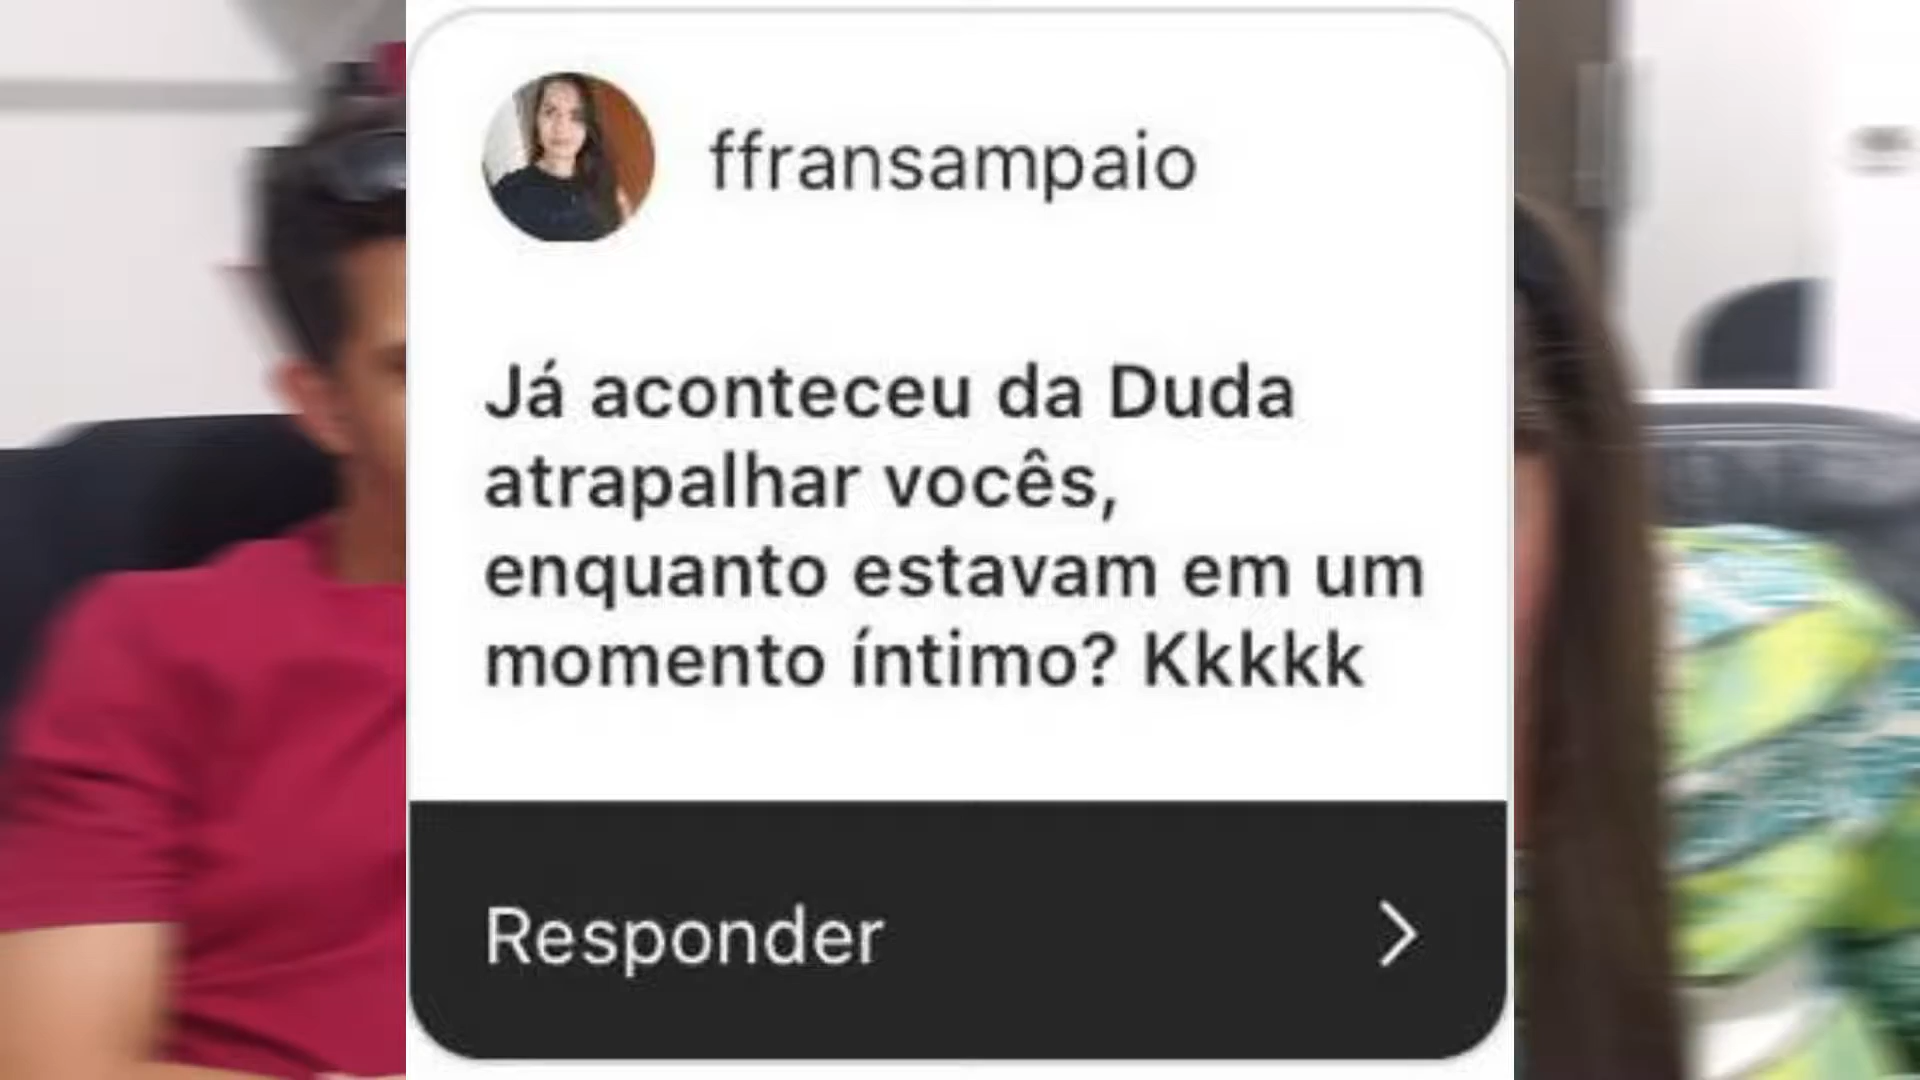 ffransampaio
Já aconteceu da Duda
atrapalhar vocês,
enquanto estavam em um
momento íntimo? Kkkkk
Responder